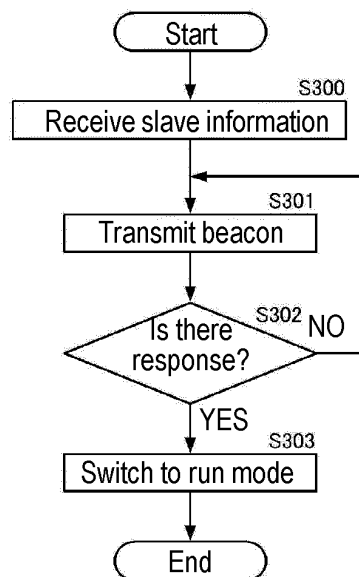 Start
S300
Receive slave information
S301
Transmit beacon
S302
Is there
response?
NO
YES
S303
Switch to run mode
End